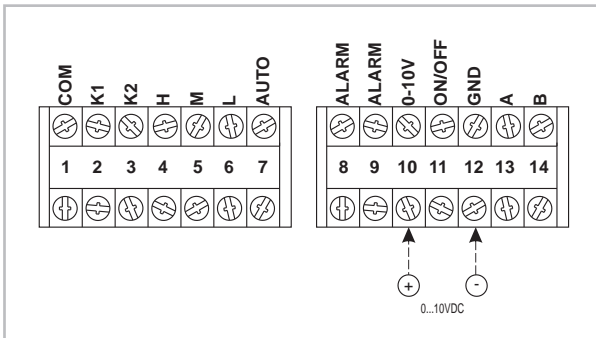 COM K1 K2 H M L AUTO ALARM ALARM 0-10V ON/OFF GND A B
1 2 3 4 5 6 7 8 9 10 11 12 13 14
+ -
0...10VDC